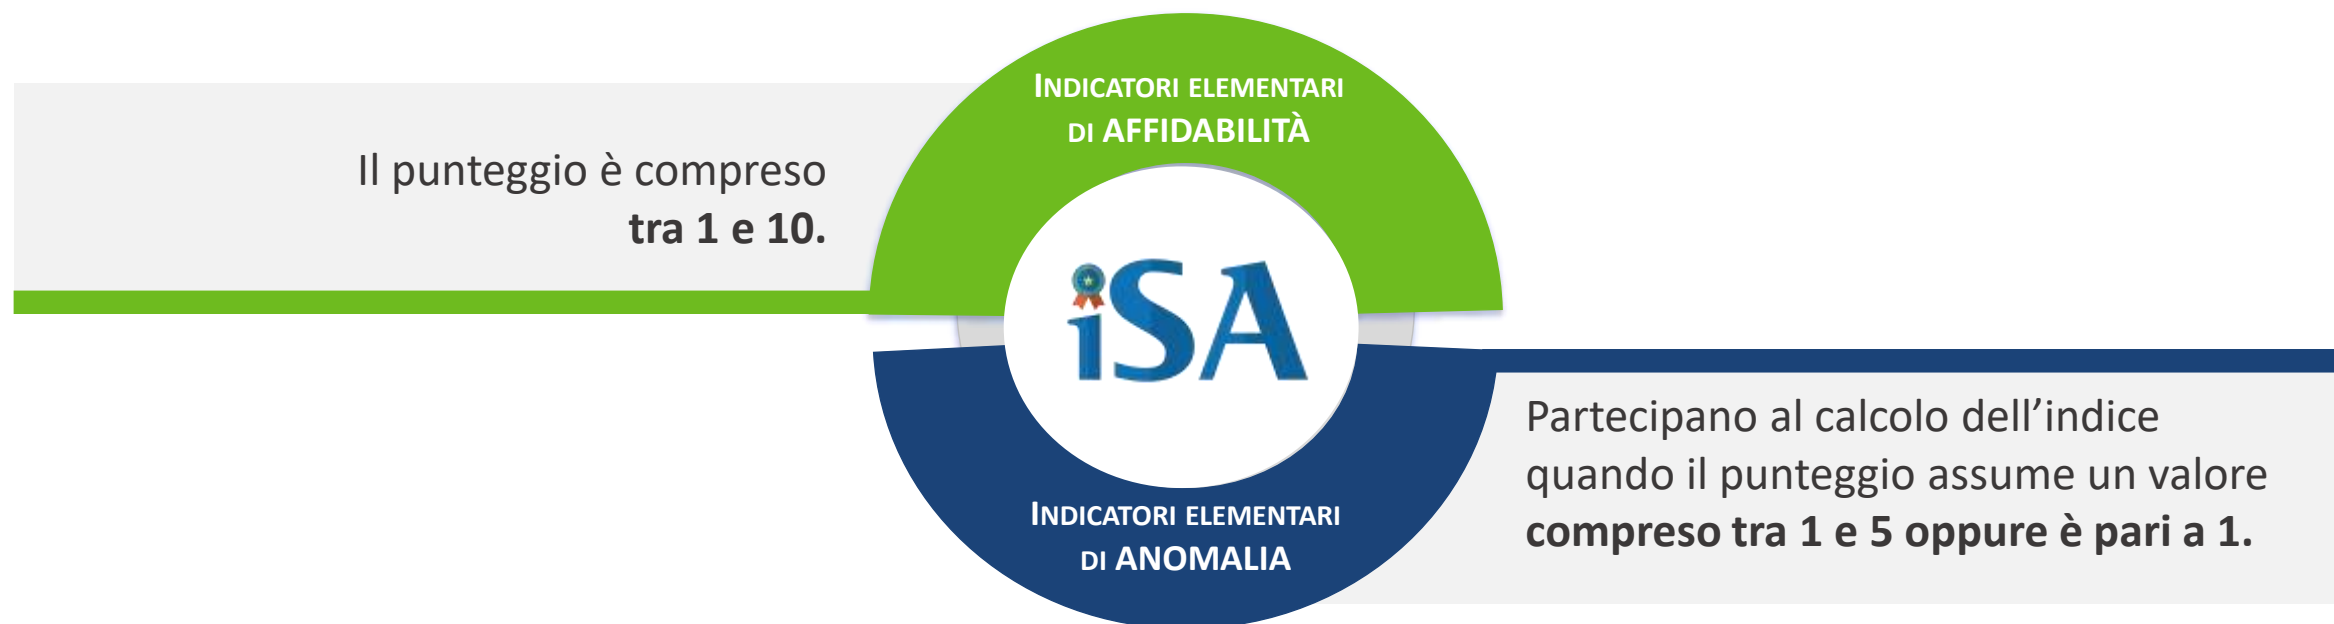 INDICATORI ELEMENTARI
DI AFFIDABILITÀ
Il punteggio è compreso
tra 1 e 10.
iSA
Partecipano al calcolo dell’indice
quando il punteggio assume un valore
compreso tra 1 e 5 oppure è pari a 1.
INDICATORI ELEMENTARI
DI ANOMALIA